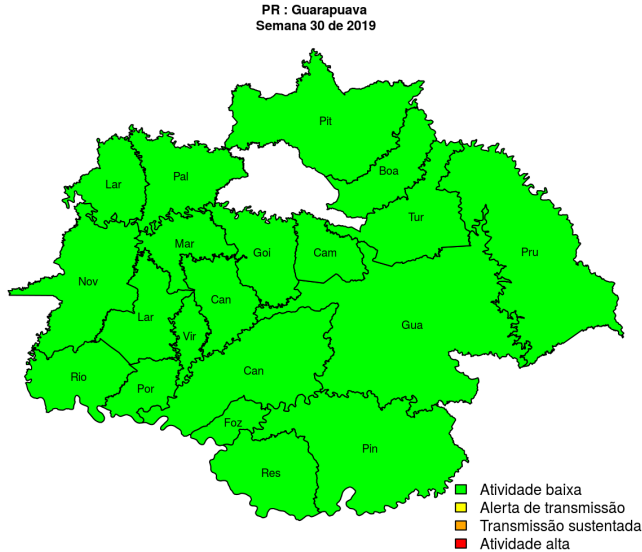 PR : Guarapuava
Semana 30 de 2019
Pit
Boa
Lar
Pal
Tur
Mar
Goi
Cam
Pru
Nov
Can
Lar
Vir
Gua
Can
Rio
Por
Foz
Pin
Res
Atividade baixa
Alerta de transmissão
Transmissão sustentada
Atividade alta